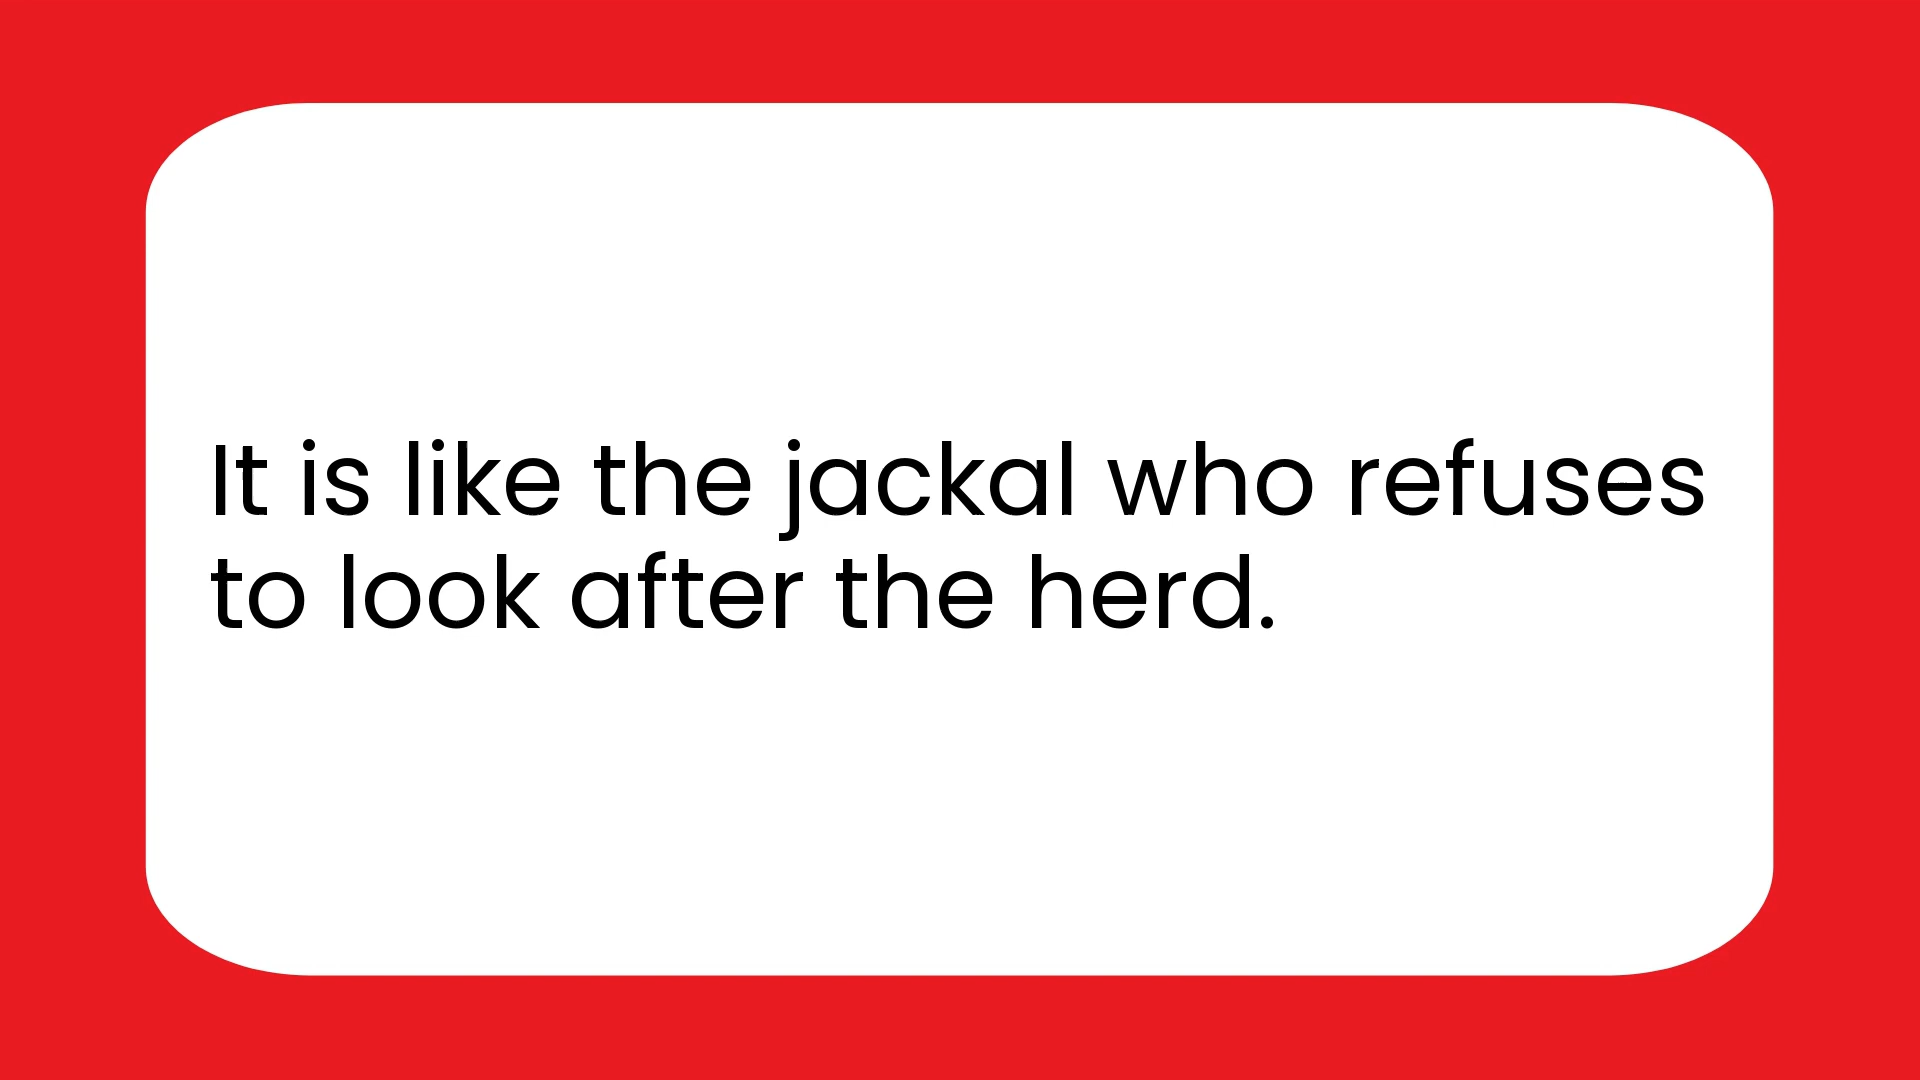 It is like the jackal who refuses
to look after the herd.